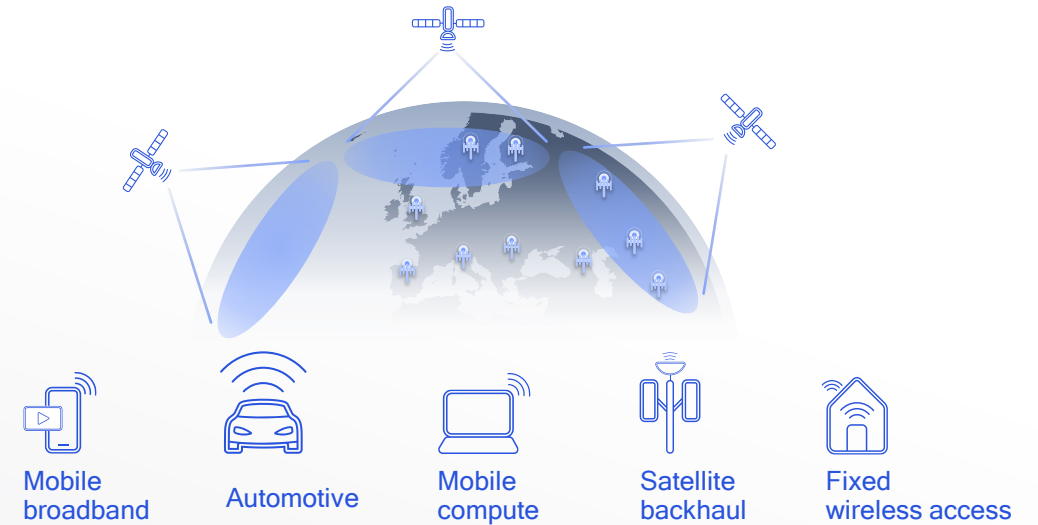 Mobile
broadband
Automotive
Mobile
compute
Satellite
backhaul
Fixed
wireless access